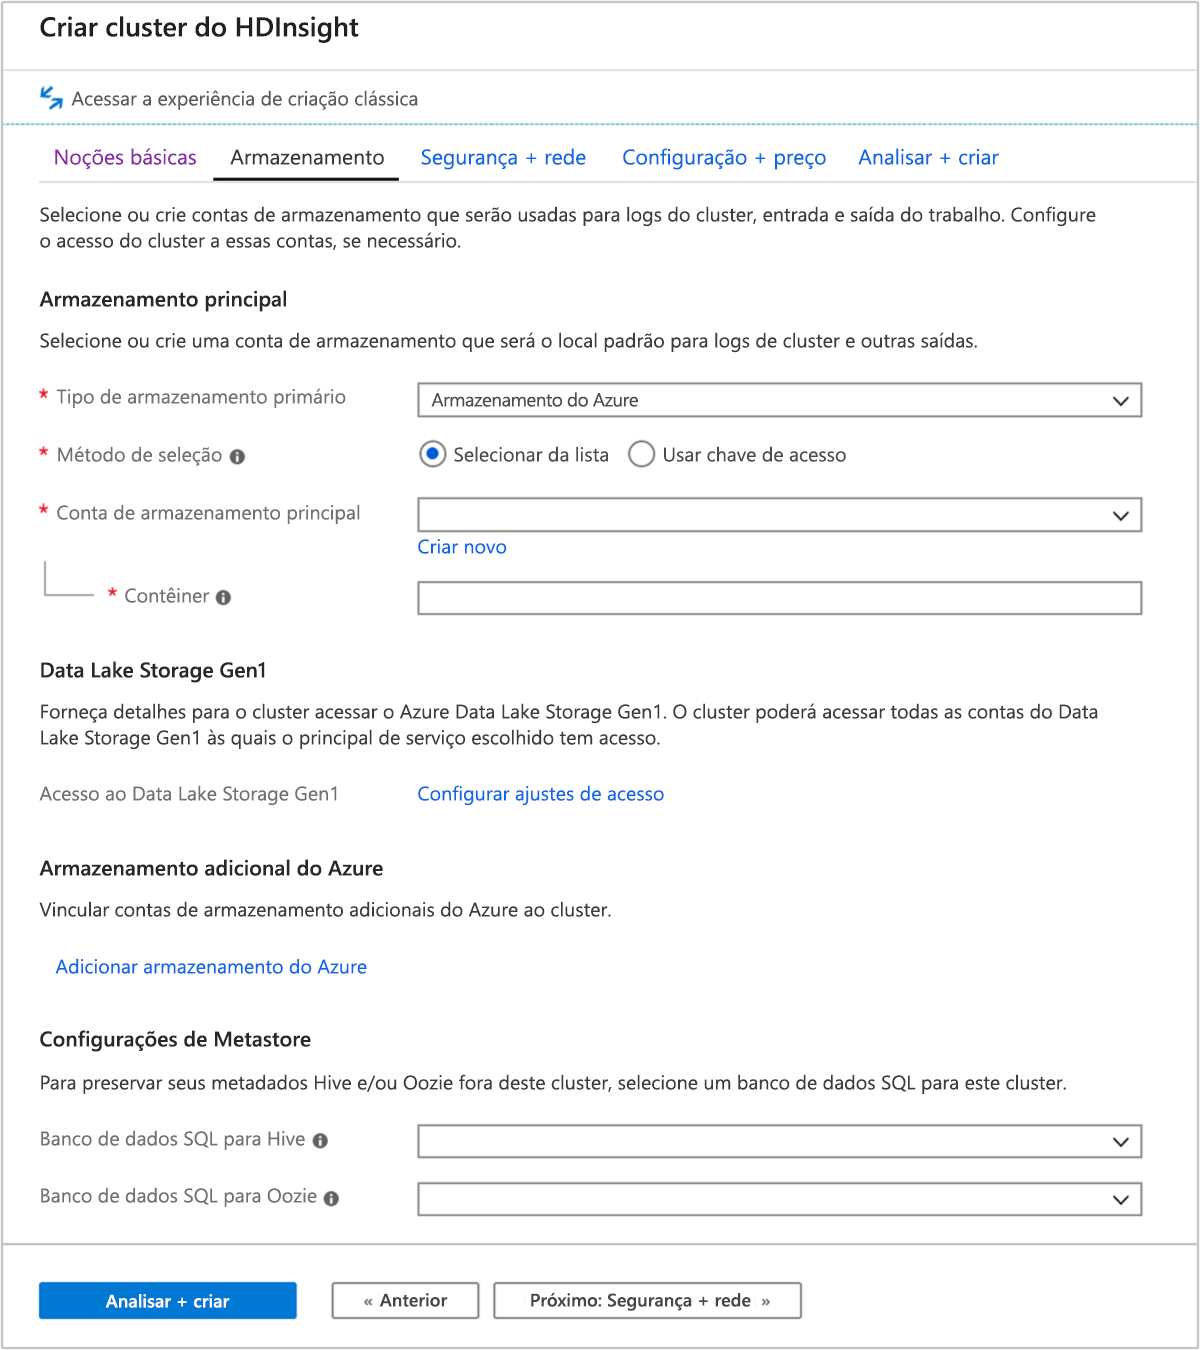 Criar cluster do HDInsight
Acessar a experiência de criação clássica
Noções básicas Armazenamento Segurança + rede Configuração + preço Analisar + criar
Selecione ou crie contas de armazenamento que serão usadas para logs do cluster, entrada e saída do trabalho. Configure
o acesso do cluster a essas contas, se necessário.
Armazenamento principal
Selecione ou crie uma conta de armazenamento que será o local padrão para logs de cluster e outras saídas.
* Tipo de armazenamento primário Armazenamento do Azure
* Método de seleção Selecionar da lista Usar chave de acesso
* Conta de armazenamento principal
Criar novo
* Contêiner
Data Lake Storage Gen1
Forneça detalhes para o cluster acessar o Azure Data Lake Storage Gen1. O cluster poderá acessar todas as contas do Data
Lake Storage Gen1 às quais o principal de serviço escolhido tem acesso.
Acesso ao Data Lake Storage Gen1 Configurar ajustes de acesso
Armazenamento adicional do Azure
Vincular contas de armazenamento adicionais do Azure ao cluster.
Adicionar armazenamento do Azure
Configurações de Metastore
Para preservar seus metadados Hive e/ou Oozie fora deste cluster, selecione um banco de dados SQL para este cluster.
Banco de dados SQL para Hive
Banco de dados SQL para Oozie
Analisar + criar « Anterior Próximo: Segurança + rede »